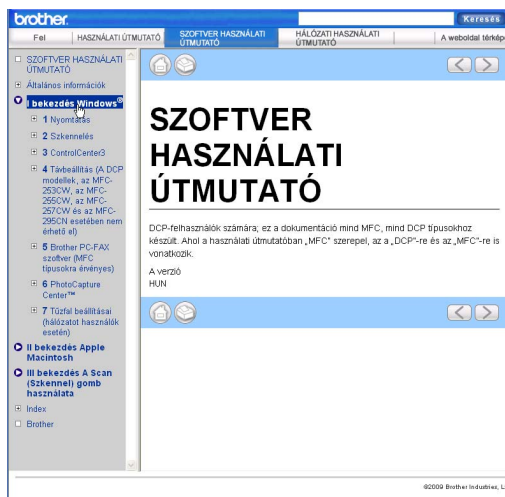 brother.
Keresés
Fel
HASZNÁLATI ÚTMUTATÓ
SZOFTVER HASZNÁLATI
ÚTMUTATÓ
HÁLÓZATI HASZNÁLATI
ÚTMUTATÓ
A weboldal térkép
SZOFTVER HASZNÁLATI
ÚTMUTATÓ
Általános információk
I bekezdés Windows®
1 Nyomtatás
2 Szkennelés
3 ControlCenter3
4 Távbeállítás (A DCP
modellek, az MFC-
253CW, az MFC-
255CW, az MFC-
257CW és az MFC-
295CN esetében nem
érhető el)
5 Brother PC-FAX
szoftver (MFC
típusokra érvényes)
6 PhotoCapture
Center™
7 Tűzfal beállításai
(hálózatot használók
esetén)
II bekezdés Apple
Macintosh
III bekezdés A Scan
(Szkennel) gomb
használata
Index
Brother
SZOFTVER
HASZNÁLATI
ÚTMUTATÓ
DCP-felhasználók számára; ez a dokumentáció mind MFC, mind DCP típusokhoz
készült. Ahol a használati útmutatóban „MFC" szerepel, az a „DCP"-re és az „MFC"-re is
vonatkozik.
A verzió
HUN
©2009 Brother Industries, L